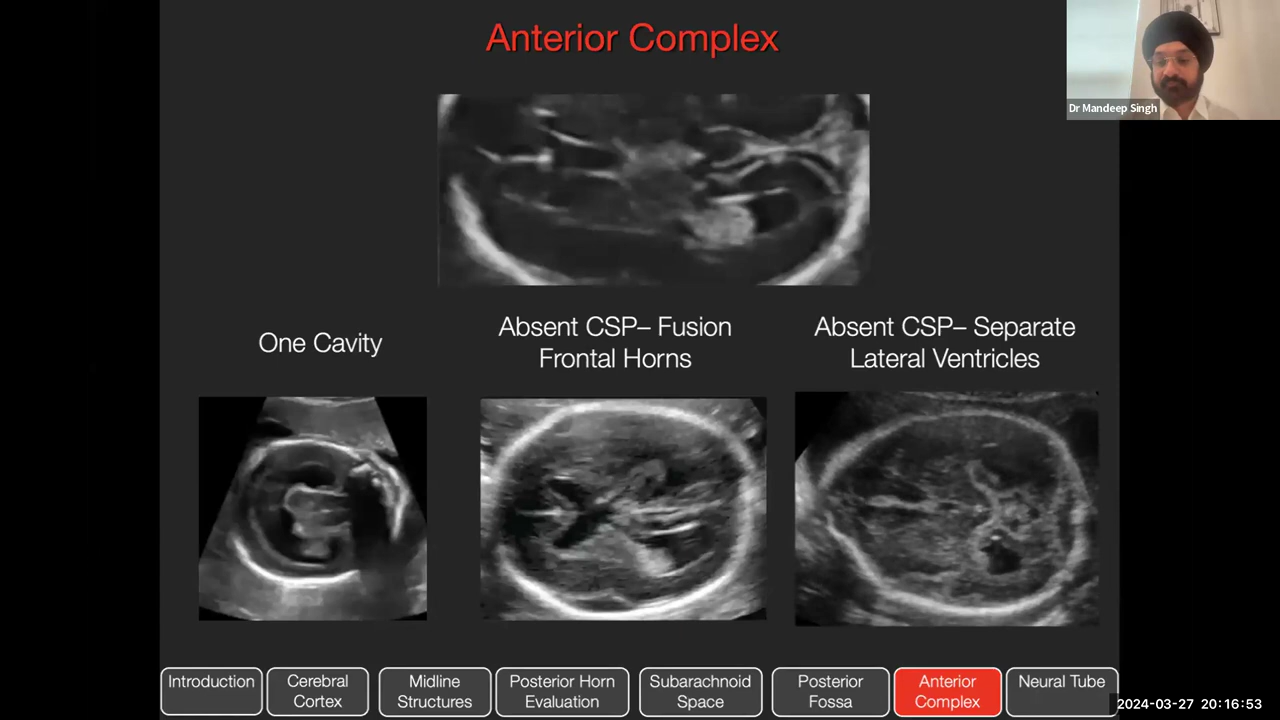 Anterior Complex
Dr Mandeep Singh
One Cavity
Absent CSP– Fusion
Frontal Horns
Absent CSP– Separate
Lateral Ventricles
Introduction
Cerebral
Cortex
Midline
Structures
Posterior Horn
Evaluation
Subarachnoid
Space
Posterior
Fossa
Anterior
Complex
Neural Tube
2024-03-27 20:16:53